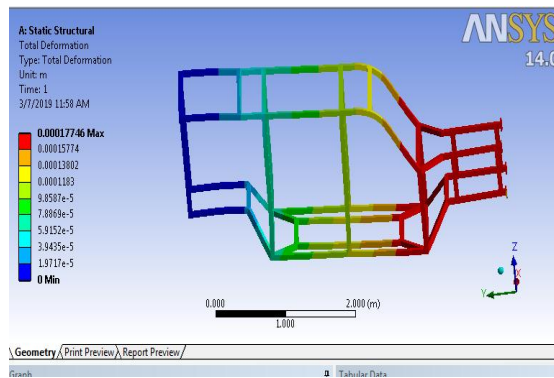 A: Static Structural
Total Deformation
Type: Total Deformation
Unit: m
Time: 1
3/7/2019 11:58 AM
ANSYS
14.0
0.00017746 Max
0.00015774
0.00013802
0.0001183
9.8587e-5
7.8869e-5
5.9152e-5
3.9435e-5
1.9717e-5
0 Min
Z
X
Y
0.000 2.000 (m)
1.000
Geometry Print Preview Report Preview
Graph Tabular Data